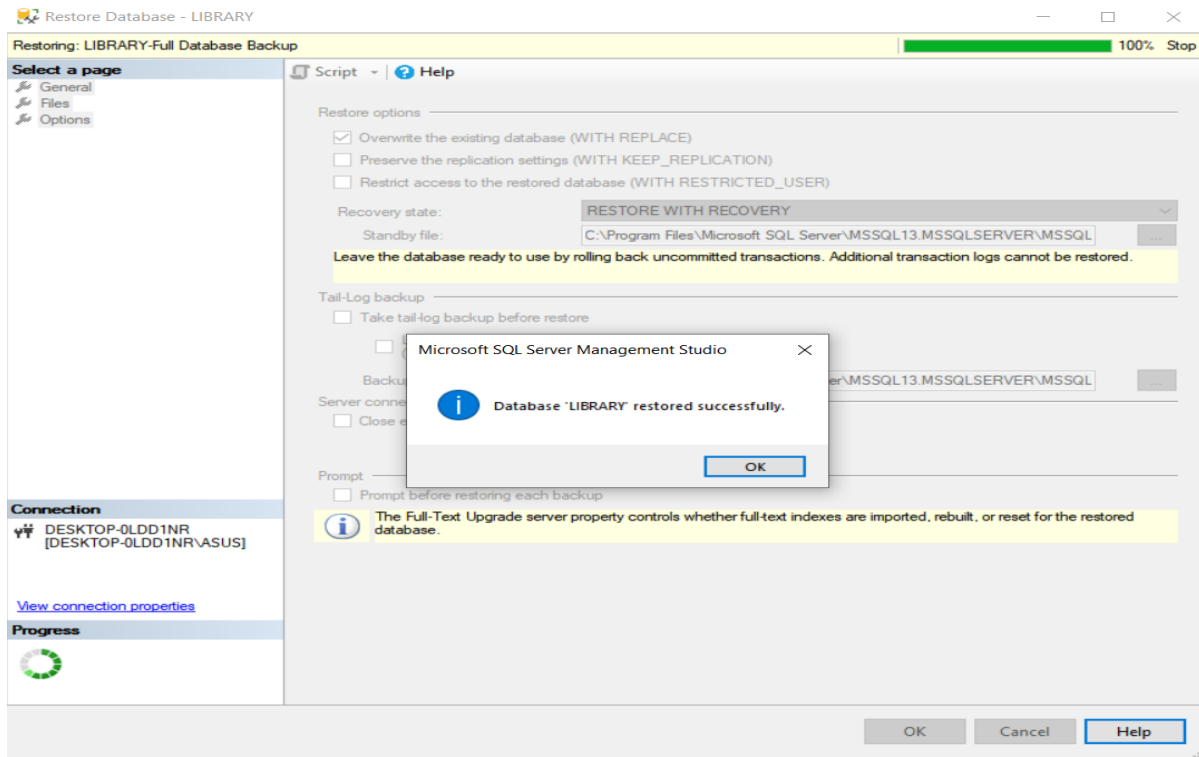 Restore Database - LIBRARY
Restoring: LIBRARY-Full Database Backup
100% Stop
Select a page
General
Files
Options
Script
Help
Restore options
Overwrite the existing database (WITH REPLACE)
Preserve the replication settings (WITH KEEP_REPLICATION)
Restrict access to the restored database (WITH RESTRICTED_USER)
Recovery state: RESTORE WITH RECOVERY
Standby file: C:\Program Files\Microsoft SQL Server\MSSQL13.MSSQLSERVER\MSSQL ...
Leave the database ready to use by rolling back uncommitted transactions. Additional transaction logs cannot be restored.
Tail-Log backup
Take tail-log backup before restore
Microsoft SQL Server Management Studio
Database 'LIBRARY' restored successfully.
OK
Backu
er\MSSQL13.MSSQLSERVER\MSSQL ...
Server conne
Close e
Prompt
Prompt before restoring each backup
The Full-Text Upgrade server property controls whether full-text indexes are imported, rebuilt, or reset for the restored
database.
Connection
DESKTOP-0LDD1NR
[DESKTOP-0LDD1NR\ASUS]
View connection properties
Progress
OK Cancel Help